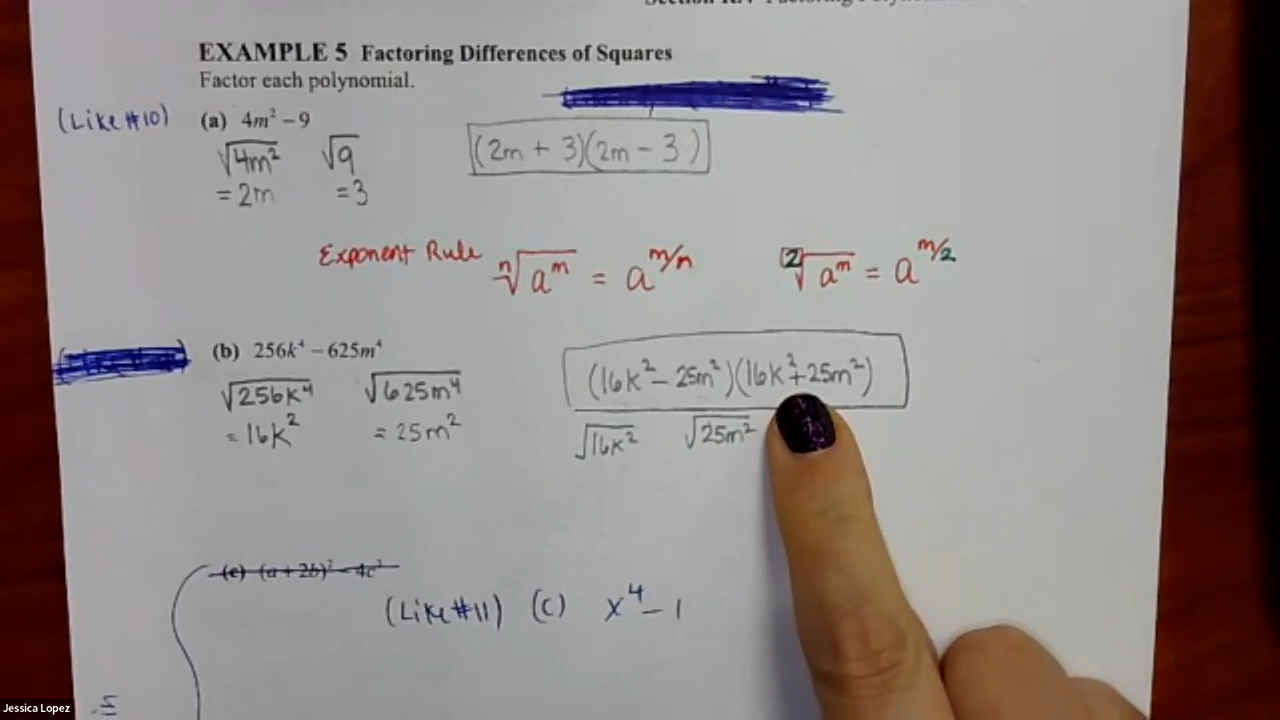 EXAMPLE 5 Factoring Differences of Squares
Factor each polynomial.
(Like #10) (a) 4m² – 9
√4m² √9 (2m + 3)(2m - 3)
= 2m = 3
Exponent Rule ⁿ√aᵐ = a^(m/n) ²√aᵐ = a^(m/2)
(b) 256k⁴ – 625m⁴ (16k² - 25m²)(16k² + 25m²)
√256k⁴ √625m⁴
= 16k² = 25m² √16k² √25m²
(c) (a + 2b)² – 4c²
(Like #11) (c) x⁴ - 1
Jessica Lopez